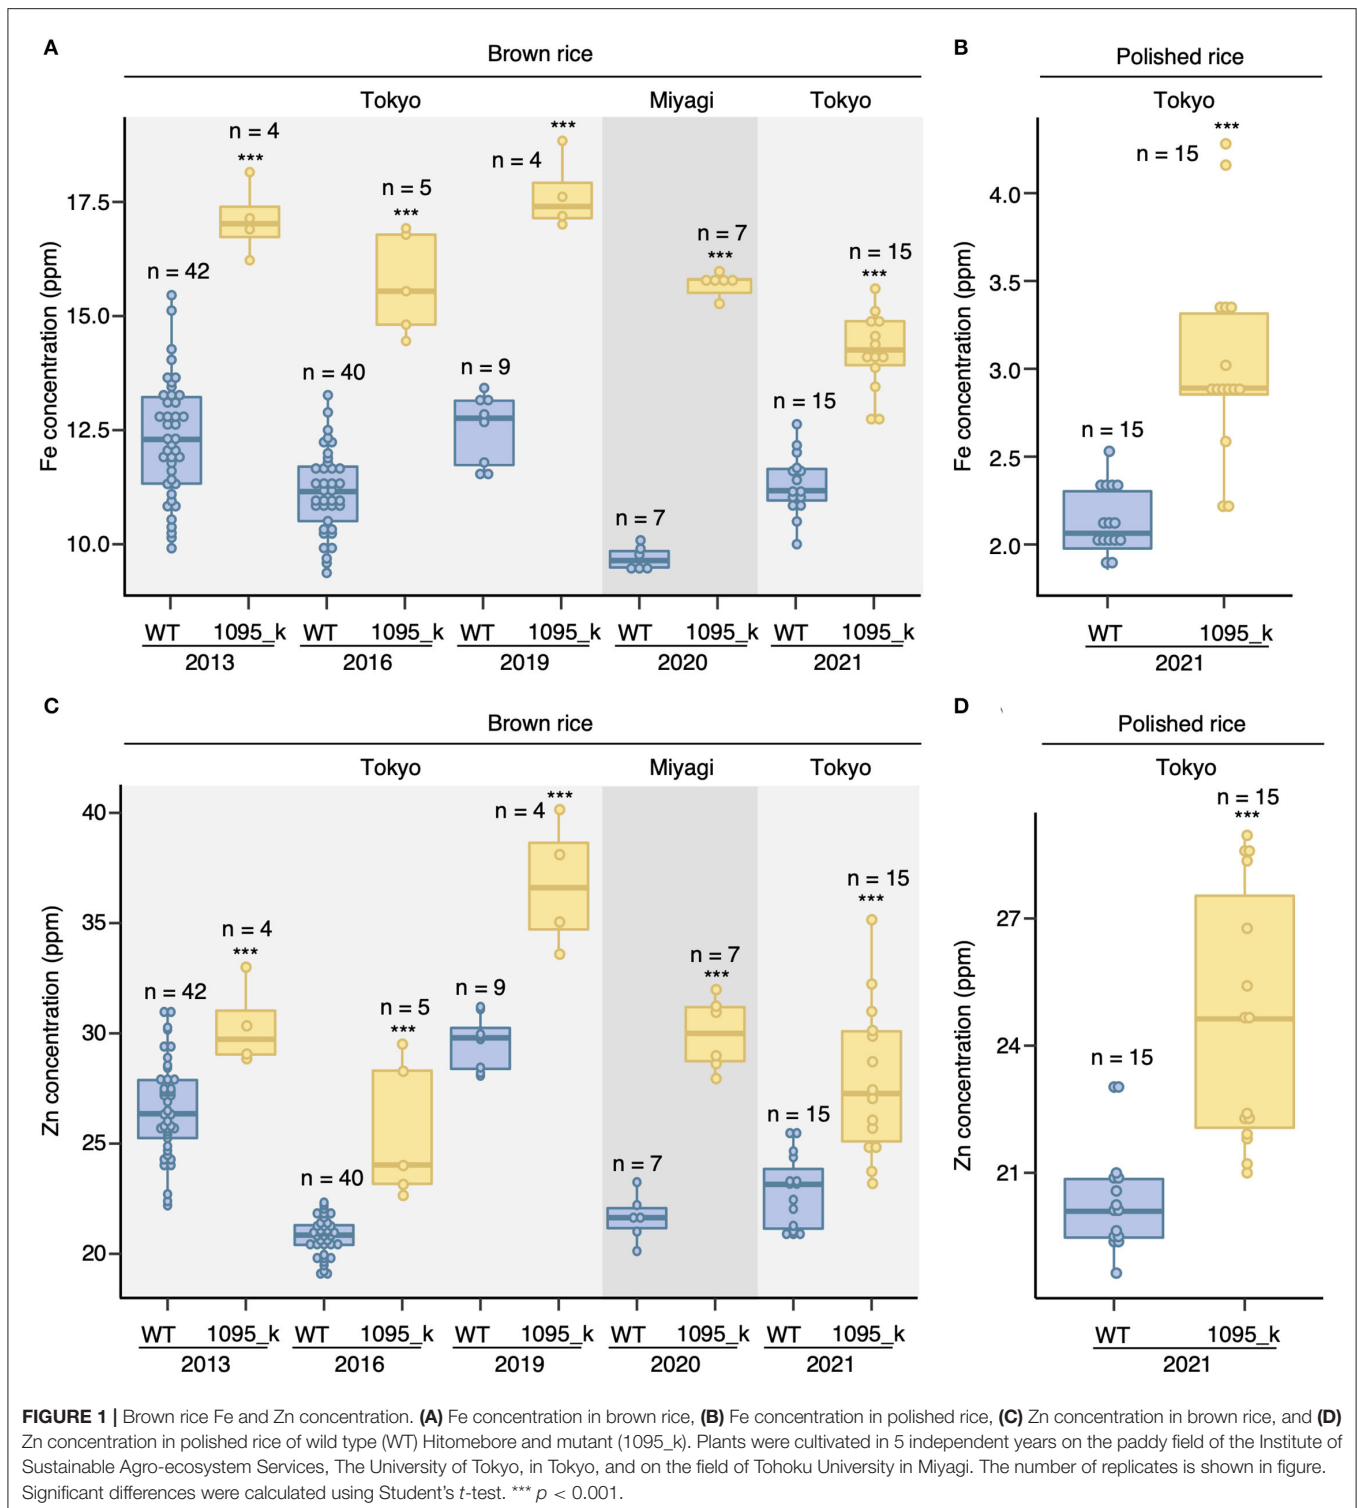 A
Brown rice
Tokyo Miyagi Tokyo
Fe concentration (ppm)
17.5
15.0
12.5
10.0
n = 42
n = 4
***
n = 40
n = 5
***
n = 9
n = 4
***
n = 7
n = 7
***
n = 15
n = 15
***
WT 1095_k WT 1095_k WT 1095_k WT 1095_k WT 1095_k
2013 2016 2019 2020 2021
B
Polished rice
Tokyo
Fe concentration (ppm)
4.0
3.5
3.0
2.5
2.0
n = 15
n = 15
***
WT 1095_k
2021
C
Brown rice
Tokyo Miyagi Tokyo
Zn concentration (ppm)
40
35
30
25
20
n = 42
n = 4
***
n = 40
n = 5
***
n = 9
n = 4
***
n = 7
n = 7
***
n = 15
n = 15
***
WT 1095_k WT 1095_k WT 1095_k WT 1095_k WT 1095_k
2013 2016 2019 2020 2021
D
Polished rice
Tokyo
Zn concentration (ppm)
27
24
21
n = 15
n = 15
***
WT 1095_k
2021
FIGURE 1 | Brown rice Fe and Zn concentration. (A) Fe concentration in brown rice, (B) Fe concentration in polished rice, (C) Zn concentration in brown rice, and (D)
Zn concentration in polished rice of wild type (WT) Hitomebore and mutant (1095_k). Plants were cultivated in 5 independent years on the paddy field of the Institute of
Sustainable Agro-ecosystem Services, The University of Tokyo, in Tokyo, and on the field of Tohoku University in Miyagi. The number of replicates is shown in figure.
Significant differences were calculated using Student's t-test. *** p < 0.001.